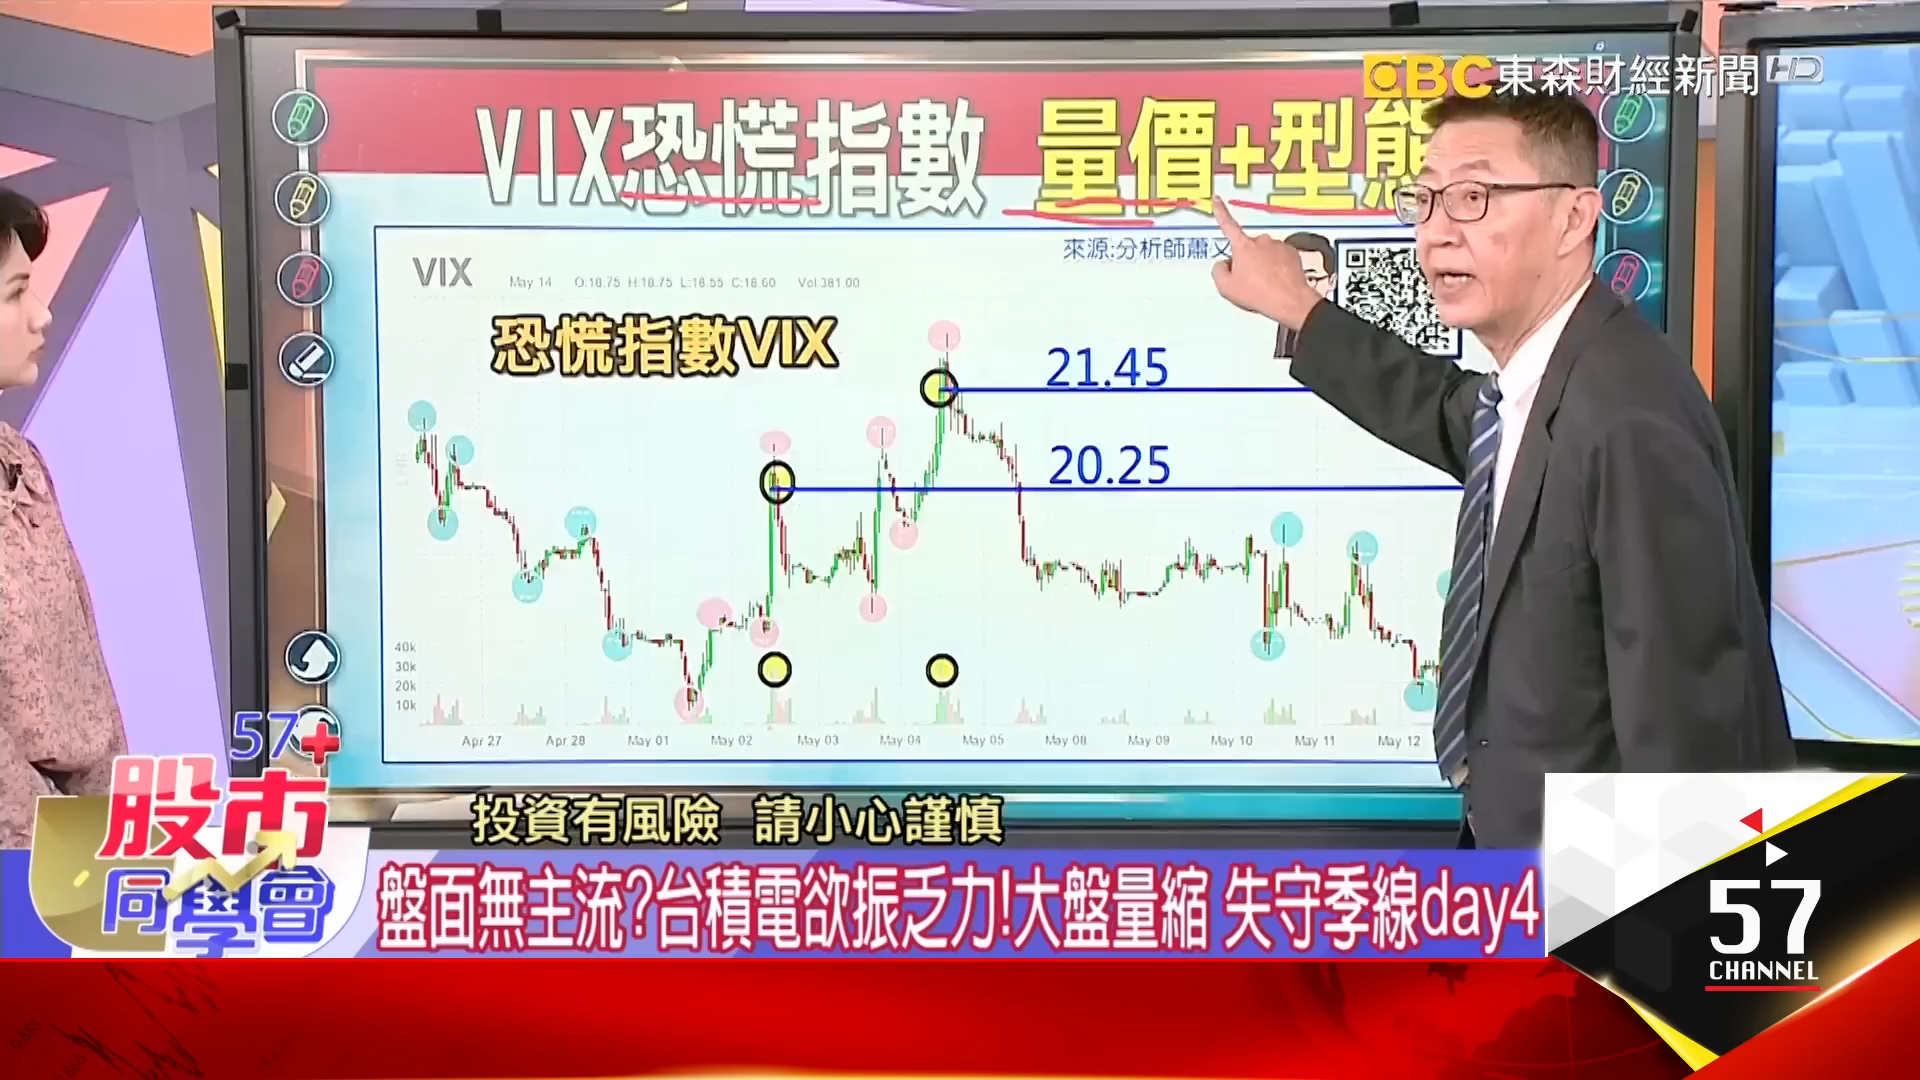 EBC東森財經新聞HD
VIX恐慌指數 量價+型態
來源:分析師蕭又
VIX
May 14 O:18.75 H:18.75 L:18.55 C:18.60 Vol:381.00
恐慌指數VIX
21.45
20.25
1HR
40k
30k
20k
10k
Apr 27 Apr 28 May 01 May 02 May 03 May 04 May 05 May 08 May 09 May 10 May 11 May 12
57+
股市
同學會
投資有風險 請小心謹慎
盤面無主流?台積電欲振乏力!大盤量縮 失守季線day4
57
CHANNEL